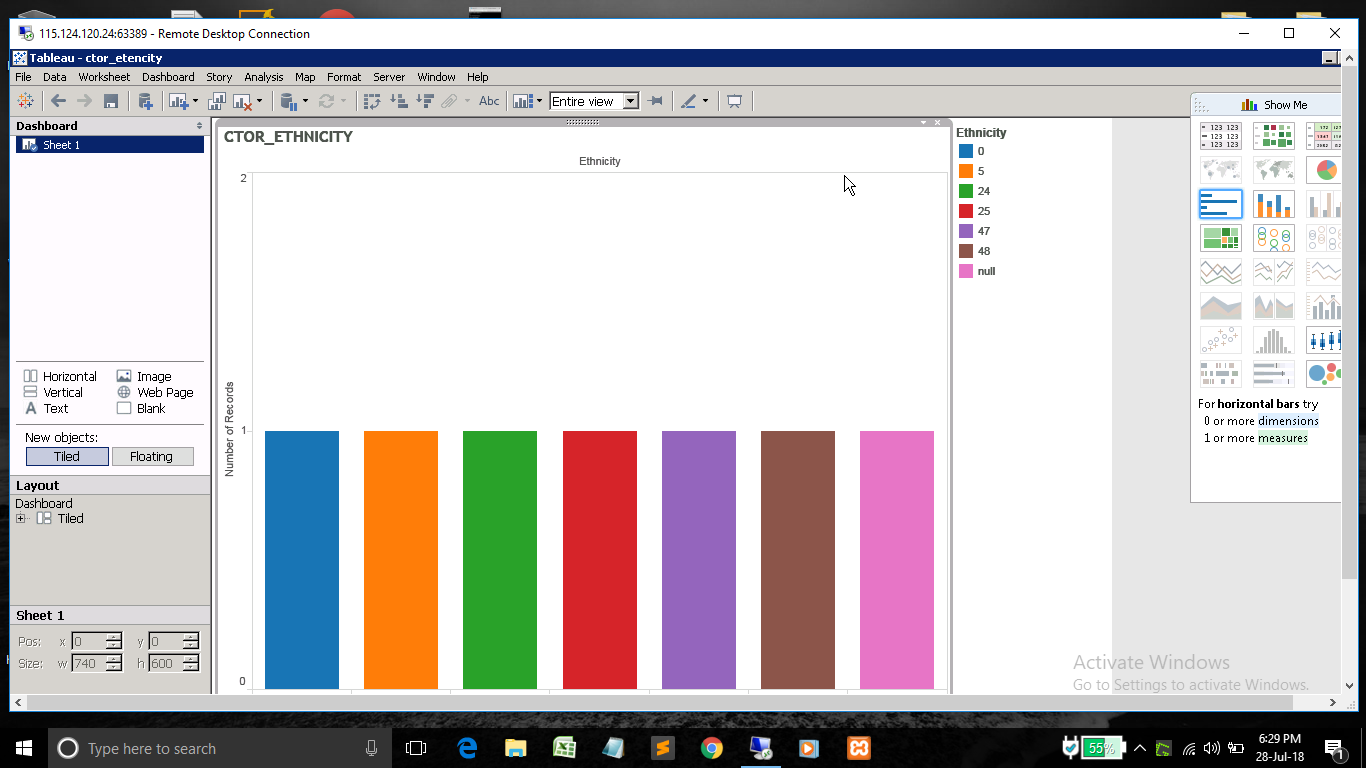 115.124.120.24:63389 - Remote Desktop Connection
Tableau - ctor_etencity
File Data Worksheet Dashboard Story Analysis Map Format Server Window Help
Abc
Entire view
Show Me
Dashboard
Sheet 1
Horizontal Image
Vertical Web Page
Text Blank
New objects:
Tiled Floating
Layout
Dashboard
Tiled
Sheet 1
Pos: x 0 y 0
Size: w 740 h 600
CTOR_ETHNICITY
Ethnicity
2
1
0
Number of Records
Ethnicity
0
5
24
25
47
48
null
For horizontal bars try
0 or more dimensions
1 or more measures
Activate Windows
Go to Settings to activate Windows.
Type here to search
55%
6:29 PM
28-Jul-18
1